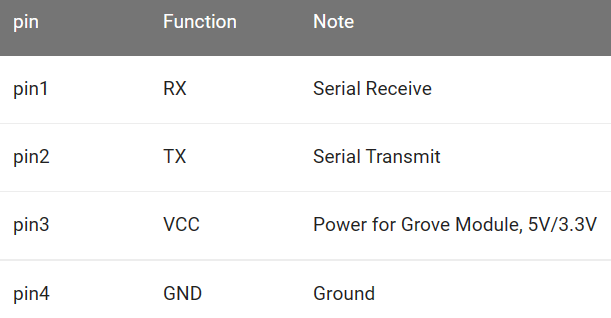 pin Function Note
pin1 RX Serial Receive
pin2 TX Serial Transmit
pin3 VCC Power for Grove Module, 5V/3.3V
pin4 GND Ground